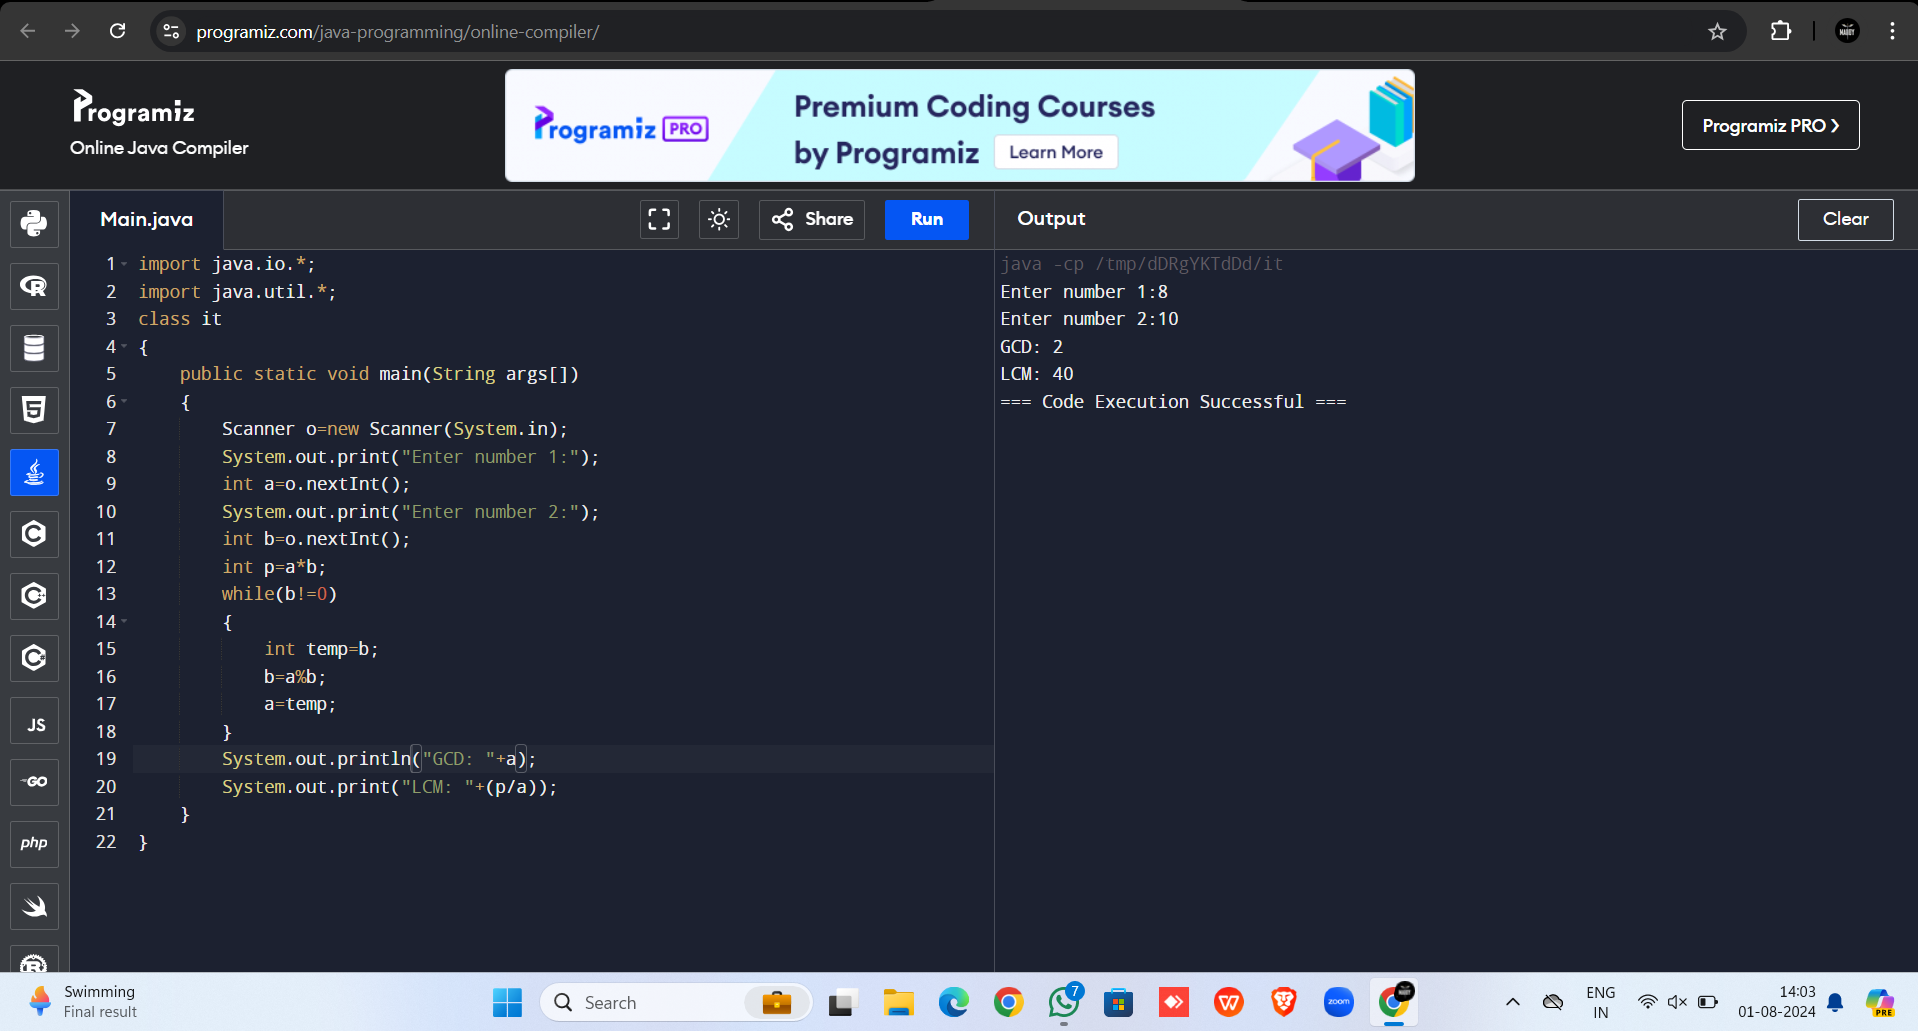 programiz.com/java-programming/online-compiler/
Programiz
Online Java Compiler
Programiz PRO
Premium Coding Courses
by Programiz
Learn More
Programiz PRO
Main.java
Share
Run
Output
Clear
1 import java.io.*;
2 import java.util.*;
3 class it
4 {
5 public static void main(String args[])
6 {
7 Scanner o=new Scanner(System.in);
8 System.out.print("Enter number 1:");
9 int a=o.nextInt();
10 System.out.print("Enter number 2:");
11 int b=o.nextInt();
12 int p=a*b;
13 while(b!=0)
14 {
15 int temp=b;
16 b=a%b;
17 a=temp;
18 }
19 System.out.println("GCD: "+a);
20 System.out.print("LCM: "+(p/a));
21 }
22 }
java -cp /tmp/dDRgYKTdDd/it
Enter number 1:8
Enter number 2:10
GCD: 2
LCM: 40
=== Code Execution Successful ===
JS
GO
php
Swimming
Final result
Search
7
zoom
ENG
IN
14:03
01-08-2024
PRE